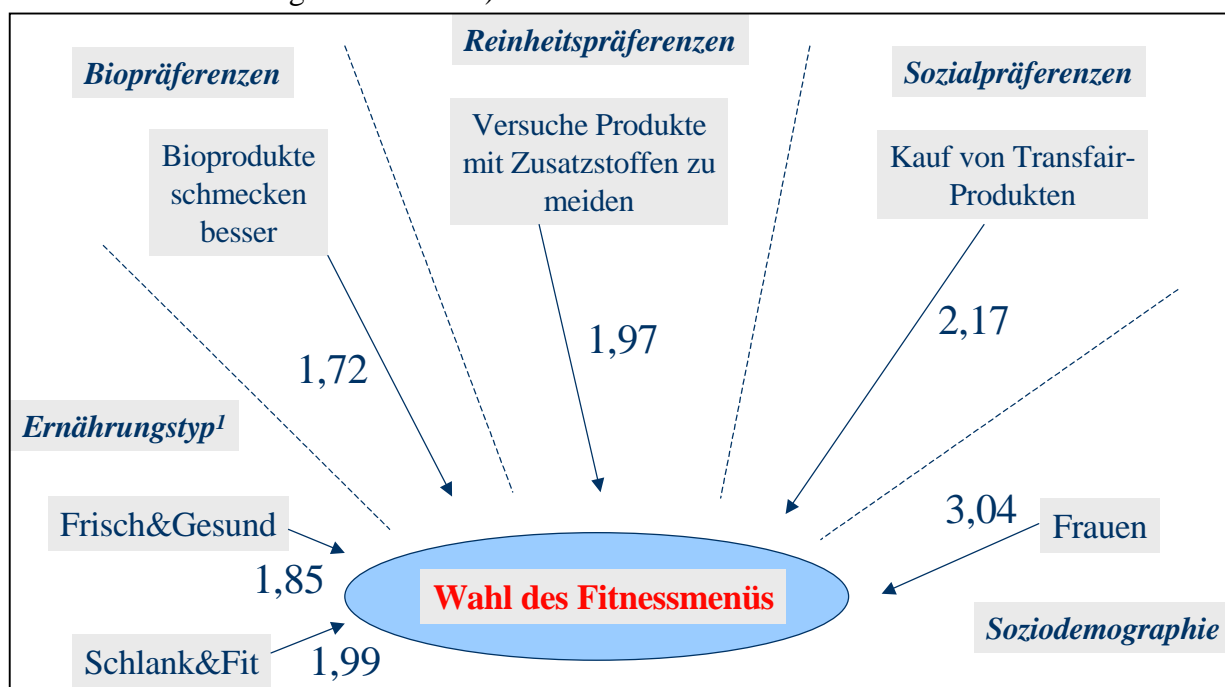 Reinheitspräferenzen
Biopräferenzen
Sozialpräferenzen
Bioprodukte
schmecken
besser
Versuche Produkte
mit Zusatzstoffen zu
meiden
Kauf von Transfair-
Produkten
1,72
1,97
2,17
Ernährungstyp¹
Frisch&Gesund
1,85
Schlank&Fit
1,99
Wahl des Fitnessmenüs
3,04
Frauen
Soziodemographie